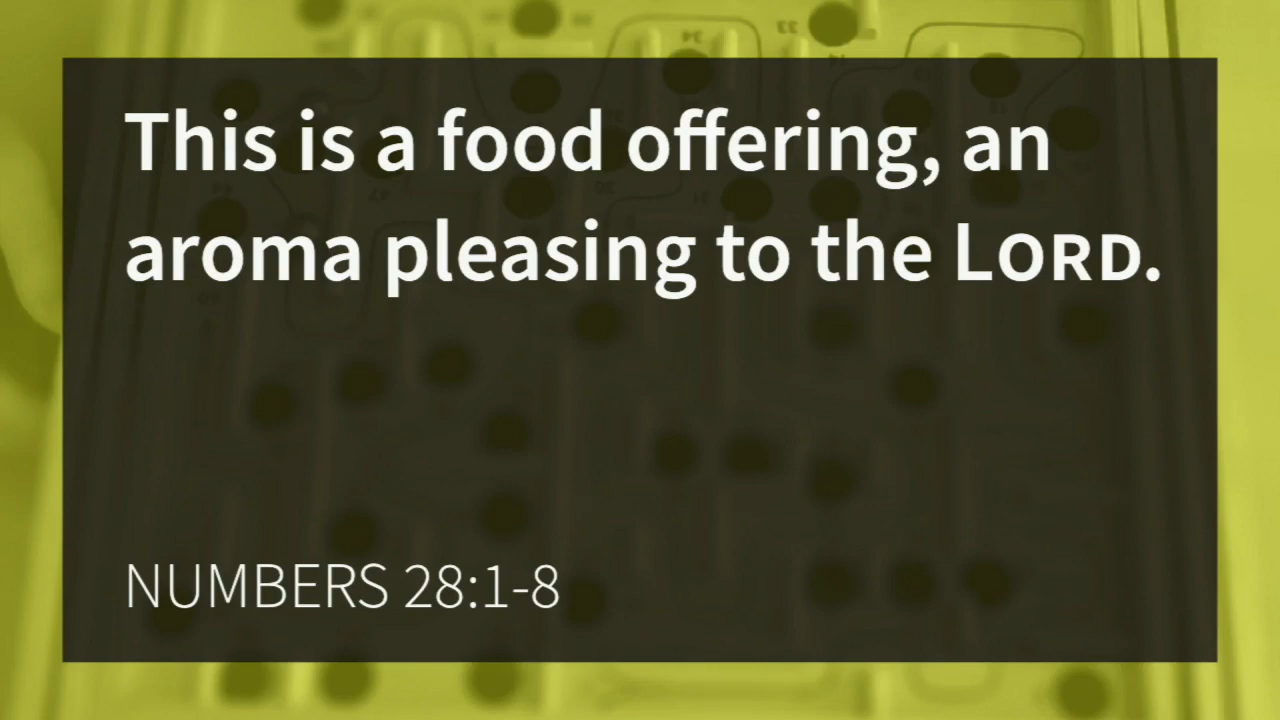 This is a food offering, an
aroma pleasing to the LORD.
NUMBERS 28:1-8